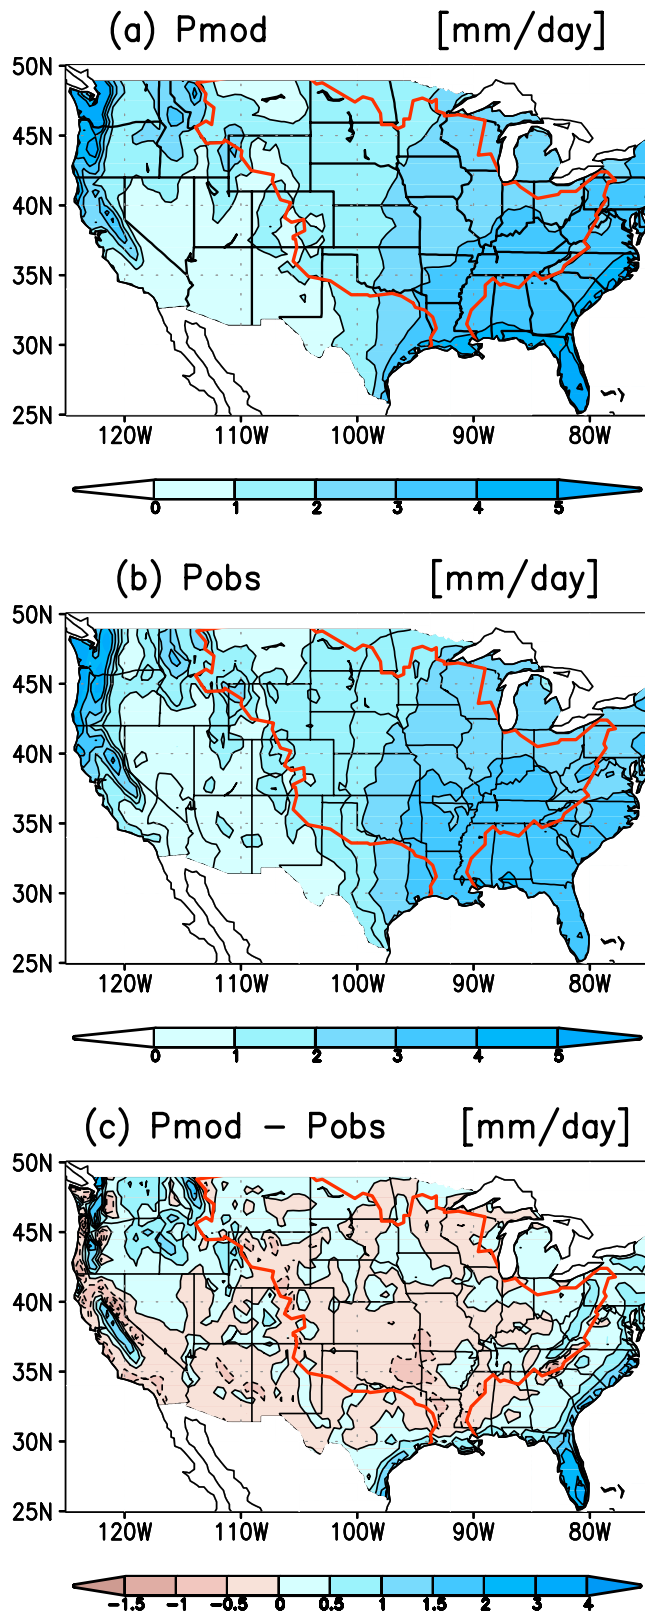 (a) Pmod [mm/day]
50N
45N
40N
35N
30N
25N
120W 110W 100W 90W 80W
0 1 2 3 4 5
(b) Pobs [mm/day]
50N
45N
40N
35N
30N
25N
120W 110W 100W 90W 80W
0 1 2 3 4 5
(c) Pmod - Pobs [mm/day]
50N
45N
40N
35N
30N
25N
120W 110W 100W 90W 80W
-1.5 -1 -0.5 0 0.5 1 1.5 2 3 4